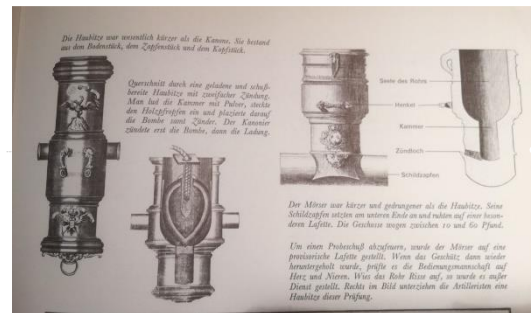 Die Haubitze war wesentlich kürzer als die Kanone. Sie bestand
aus dem Bodenstück, dem Zapfenstück und dem Kopfstück.
Querschnitt durch eine geladene und schuß-
bereite Haubitze mit zweifacher Zündung.
Man lud die Kammer mit Pulver, steckte
den Holzpfropfen ein und plazierte darauf
die Bombe samt Zünder. Der Kanonier
zündete erst die Bombe, dann die Ladung.
Seele des Rohrs
Henkel
Kammer
Zündloch
Schildzapfen
Der Mörser war kürzer und gedrungener als die Haubitze. Seine
Schildzapfen setzten am unteren Ende an und ruhten auf einer beson-
deren Lafette. Die Geschosse wogen zwischen 10 und 60 Pfund.
Um einen Probeschuß abzufeuern, wurde der Mörser auf eine
provisorische Lafette gestellt. Wenn das Geschütz dann wieder
heruntergeholt wurde, prüfte es die Bedienungsmannschaft auf
Herz und Nieren. Wies das Rohr Risse auf, so wurde es außer
Dienst gestellt. Rechts im Bild unterziehen die Artilleristen eine
Haubitze dieser Prüfung.